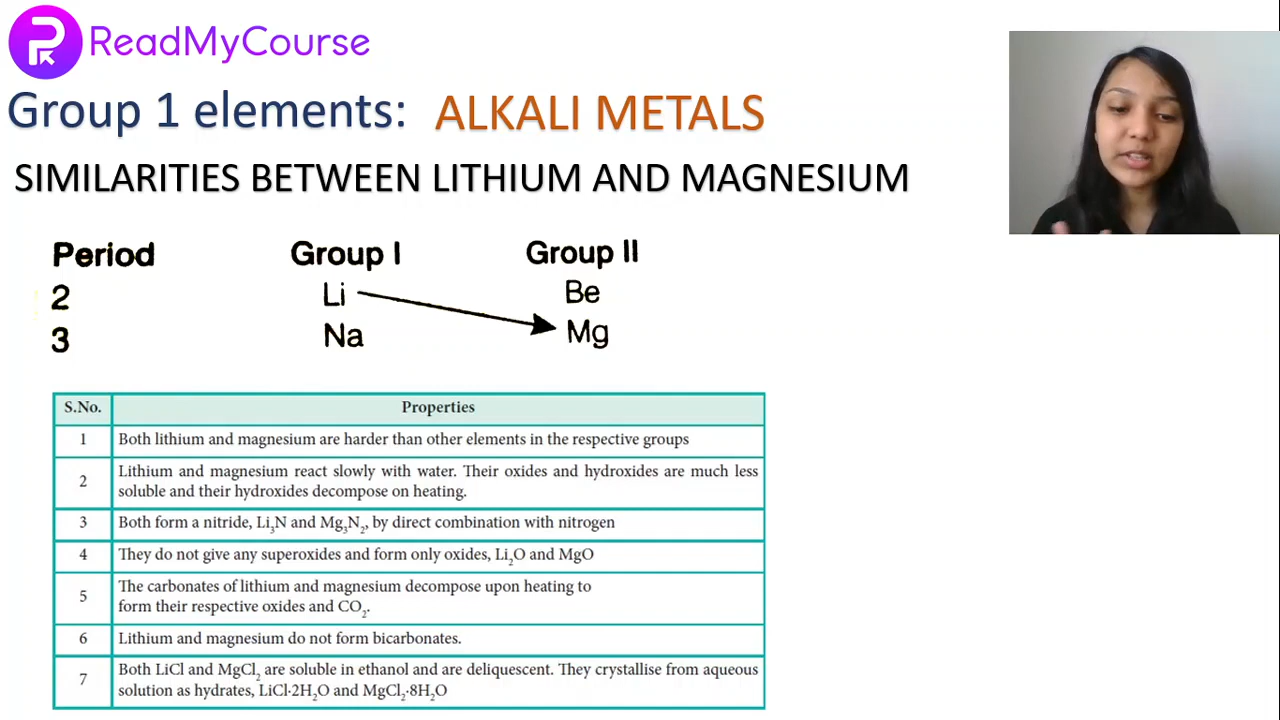 ReadMyCourse
Group 1 elements: ALKALI METALS
SIMILARITIES BETWEEN LITHIUM AND MAGNESIUM
Period Group I Group II
2 Li Be
3 Na Mg
S.No. Properties
1 Both lithium and magnesium are harder than other elements in the respective groups
2 Lithium and magnesium react slowly with water. Their oxides and hydroxides are much less
soluble and their hydroxides decompose on heating.
3 Both form a nitride, Li₃N and Mg₃N₂, by direct combination with nitrogen
4 They do not give any superoxides and form only oxides, Li₂O and MgO
5 The carbonates of lithium and magnesium decompose upon heating to
form their respective oxides and CO₂.
6 Lithium and magnesium do not form bicarbonates.
7 Both LiCl and MgCl₂ are soluble in ethanol and are deliquescent. They crystallise from aqueous
solution as hydrates, LiCl·2H₂O and MgCl₂·8H₂O